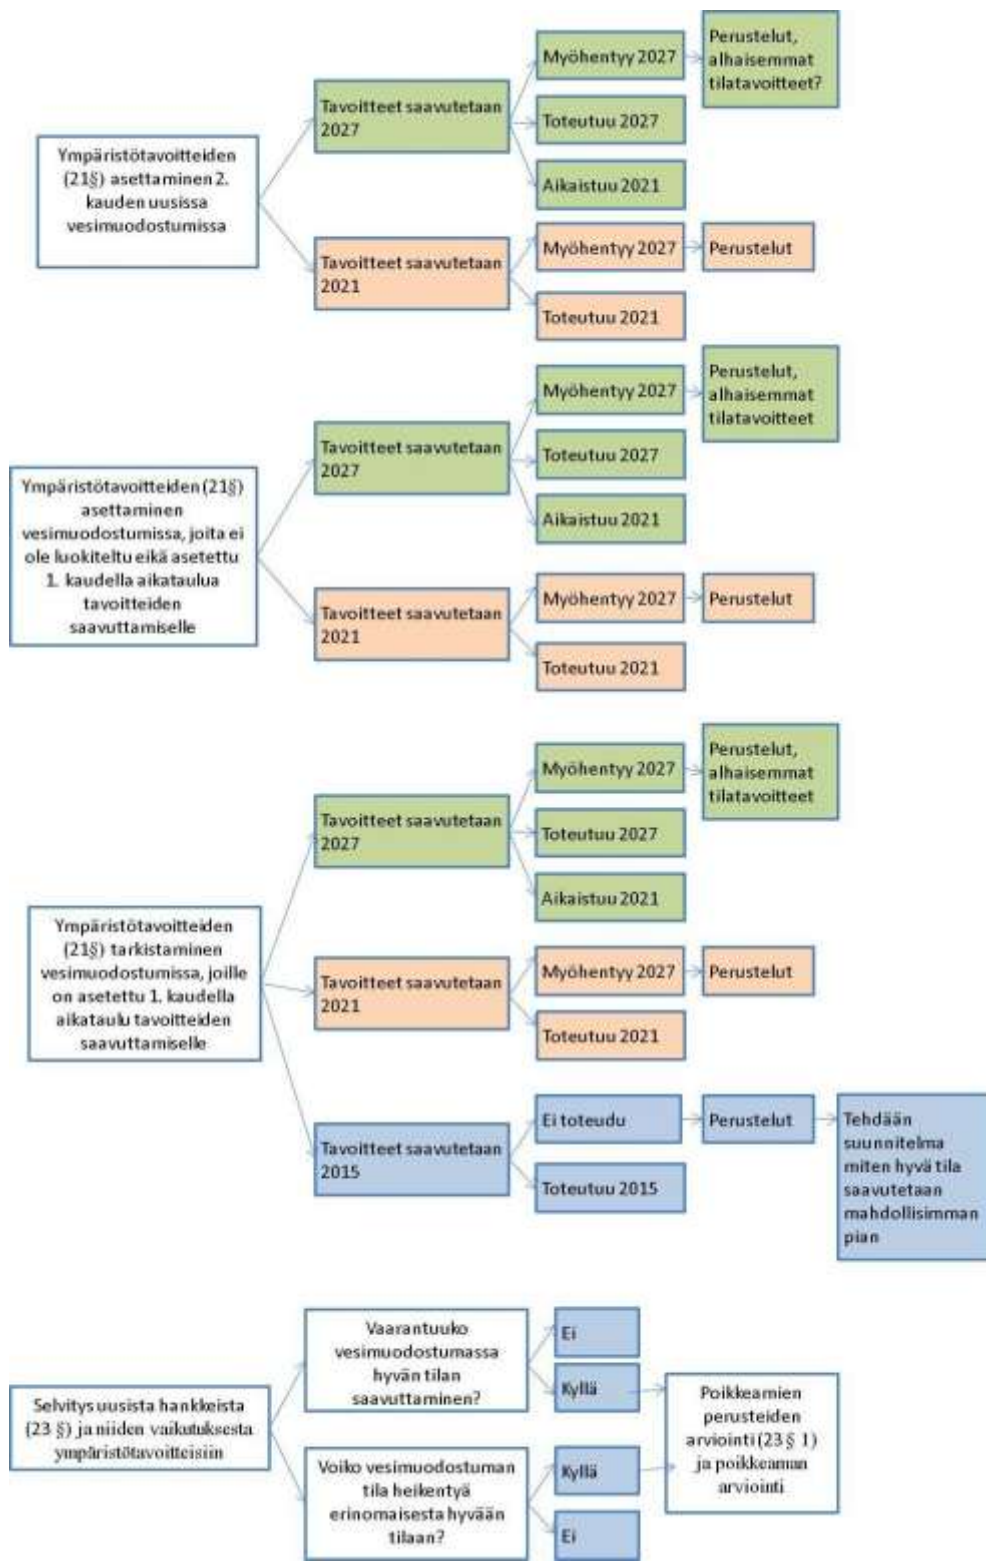 Ympäristötavoitteiden
(21§) asettaminen 2.
kauden uusissa
vesimuodostumissa
Tavoitteet saavutetaan
2027
Myöhentyy 2027
Perustelut,
alhaisemmat
tilatavoitteet?
Toteutuu 2027
Aikaistuu 2021
Tavoitteet saavutetaan
2021
Myöhentyy 2027
Perustelut
Toteutuu 2021
Ympäristötavoitteiden (21§)
asettaminen
vesimuodostumissa, joita ei
ole luokiteltu eikä asetettu
1. kaudella aikataulua
tavoitteiden
saavuttamiselle
Tavoitteet saavutetaan
2027
Myöhentyy 2027
Perustelut,
alhaisemmat
tilatavoitteet
Toteutuu 2027
Aikaistuu 2021
Tavoitteet saavutetaan
2021
Myöhentyy 2027
Perustelut
Toteutuu 2021
Ympäristötavoitteiden
(21§) tarkistaminen
vesimuodostumissa, joille
on asetettu 1. kaudella
aikataulu tavoitteiden
saavuttamiselle
Tavoitteet saavutetaan
2027
Myöhentyy 2027
Perustelut,
alhaisemmat
tilatavoitteet
Toteutuu 2027
Aikaistuu 2021
Tavoitteet saavutetaan
2021
Myöhentyy 2027
Perustelut
Toteutuu 2021
Tavoitteet saavutetaan
2015
Ei toteudu
Perustelut
Tehdään
suunnitelma
miten hyvä tila
saavutetaan
mahdollisimman
pian
Toteutuu 2015
Selvitys uusista hankkeista
(23 §) ja niiden vaikutuksesta
ympäristötavoitteisiin
Vaarantuuko
vesimuodostumassa
hyvän tilan
saavuttaminen?
Ei
Kyllä
Voiko vesimuodostuman
tila heikentyä
erinomaisesta hyvään
tilaan?
Kyllä
Ei
Poikkeamien
perusteiden
arviointi (23 § 1)
ja poikkeaman
arviointi